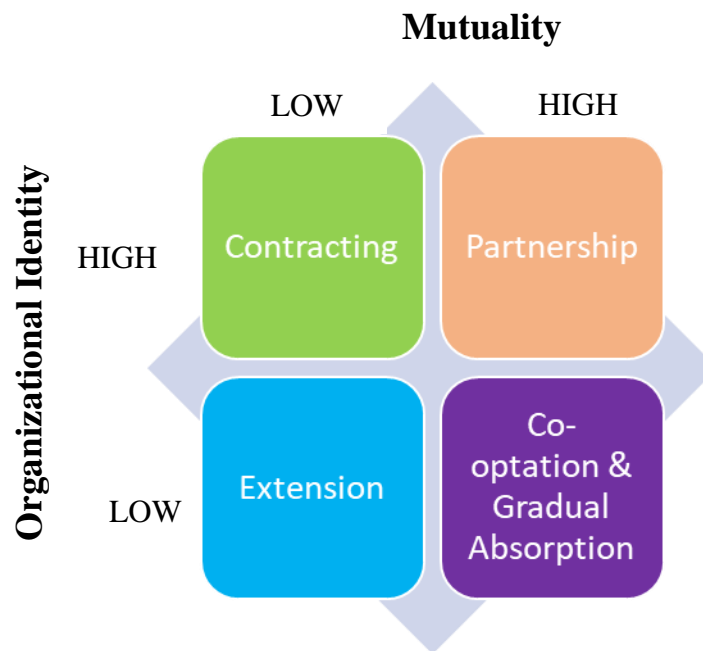 Mutuality
LOW
HIGH
Organizational Identity
HIGH
Contracting
Partnership
LOW
Extension
Co-
optation &
Gradual
Absorption